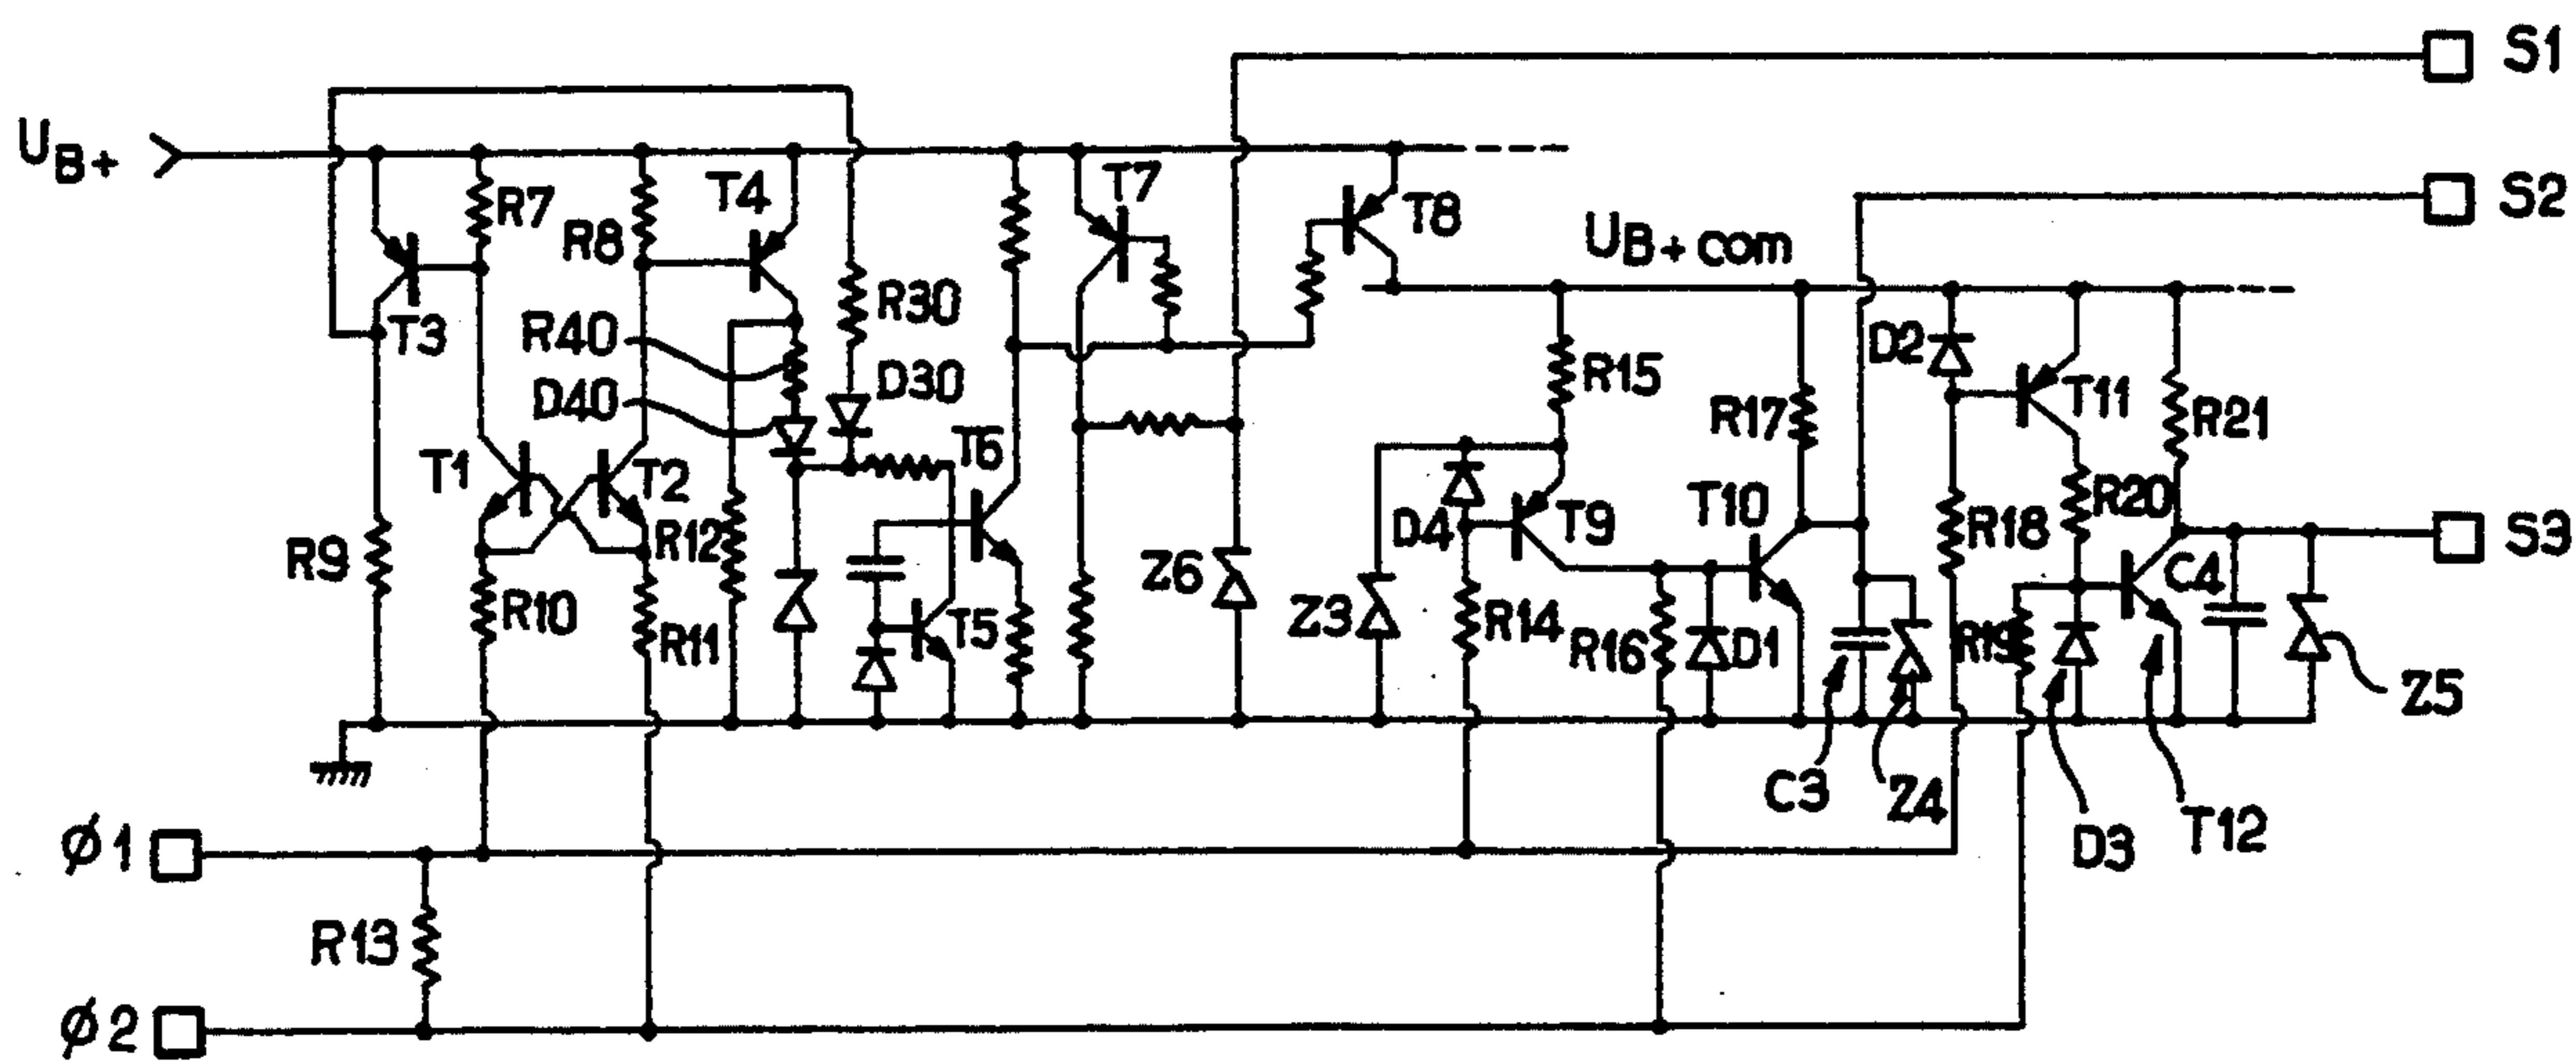 S1
UB+
T7
S2
R7
T4
T8
R8
UB+ com
T3
R40
R30
D2
D40
D30
R15
T11
R17
R21
T1
T2
T6
R12
D4
T9
T10
R18
R20
S3
R9
R10
R11
T5
Z6
Z3
R14
R16
D1
R19
C4
Z5
C3
Z4
D3
T12
ø1
R13
ø2